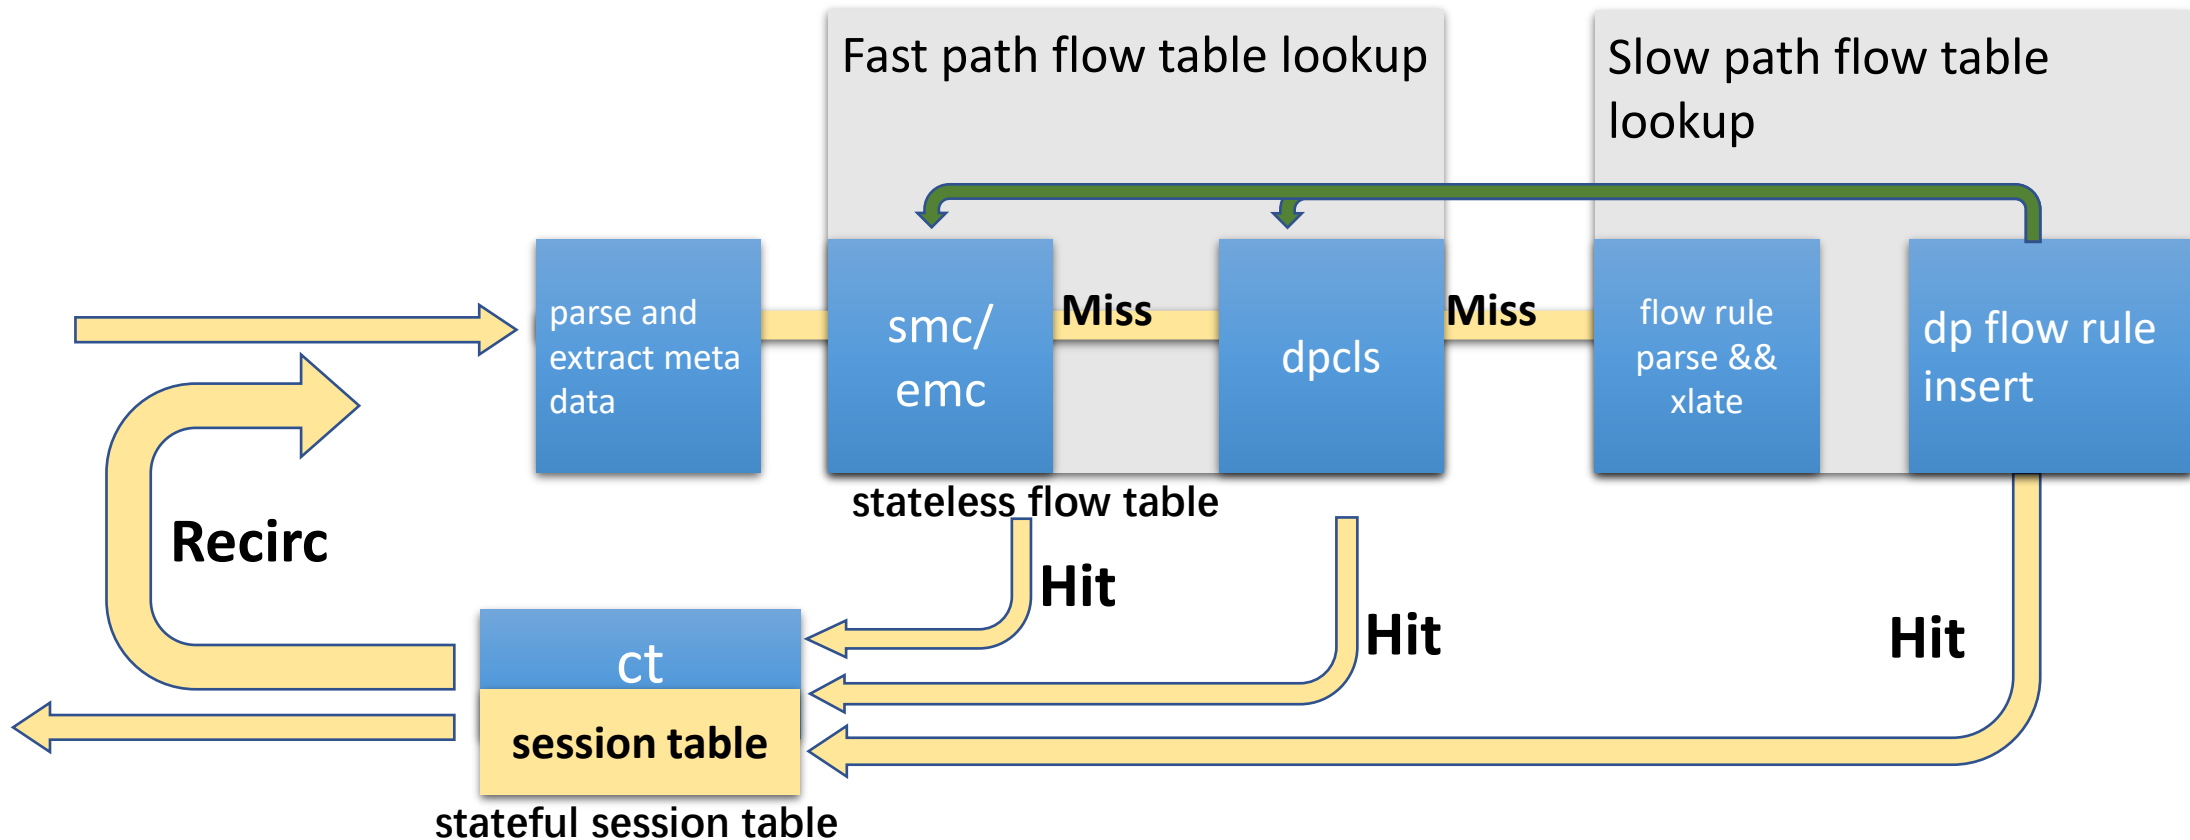 Fast path flow table lookup
Slow path flow table
lookup
parse and
extract meta
data
smc/
emc
Miss
dpcls
Miss
flow rule
parse &&
xlate
dp flow rule
insert
stateless flow table
Recirc
Hit
Hit
Hit
ct
session table
stateful session table